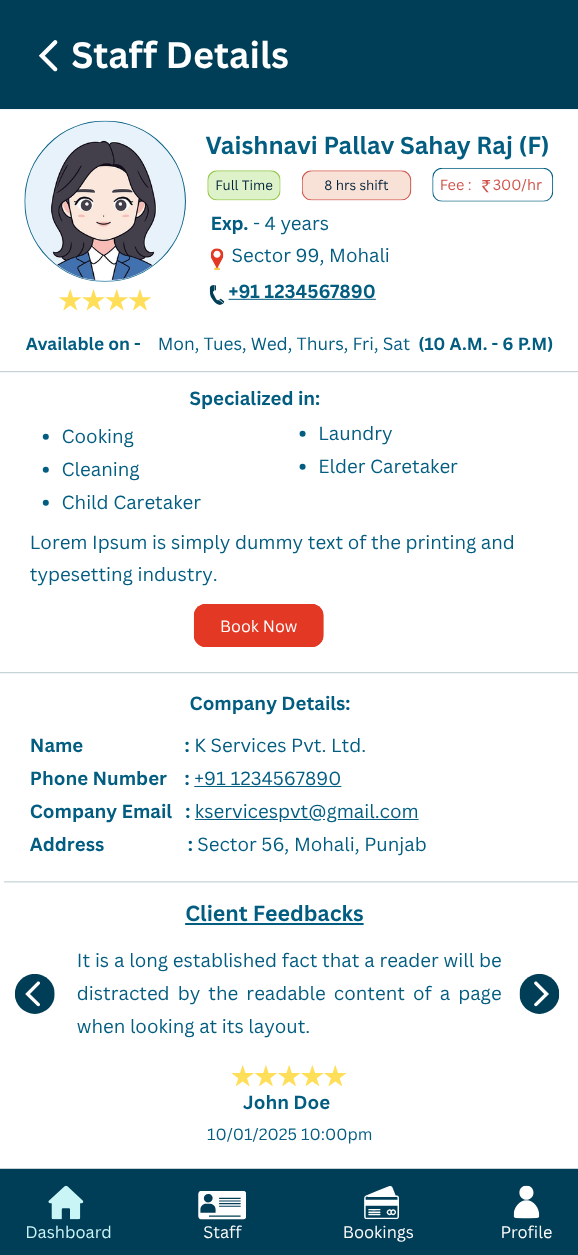 Staff Details
Vaishnavi Pallav Sahay Raj (F)
Full Time 8 hrs shift Fee : ₹300/hr
Exp. - 4 years
Sector 99, Mohali
+91 1234567890
Available on - Mon, Tues, Wed, Thurs, Fri, Sat (10 A.M. - 6 P.M)
Specialized in:
• Cooking
• Cleaning
• Child Caretaker
• Laundry
• Elder Caretaker
Lorem Ipsum is simply dummy text of the printing and
typesetting industry.
Book Now
Company Details:
Name : K Services Pvt. Ltd.
Phone Number : +91 1234567890
Company Email : kservicespvt@gmail.com
Address : Sector 56, Mohali, Punjab
Client Feedbacks
It is a long established fact that a reader will be
distracted by the readable content of a page
when looking at its layout.
John Doe
10/01/2025 10:00pm
Dashboard Staff Bookings Profile